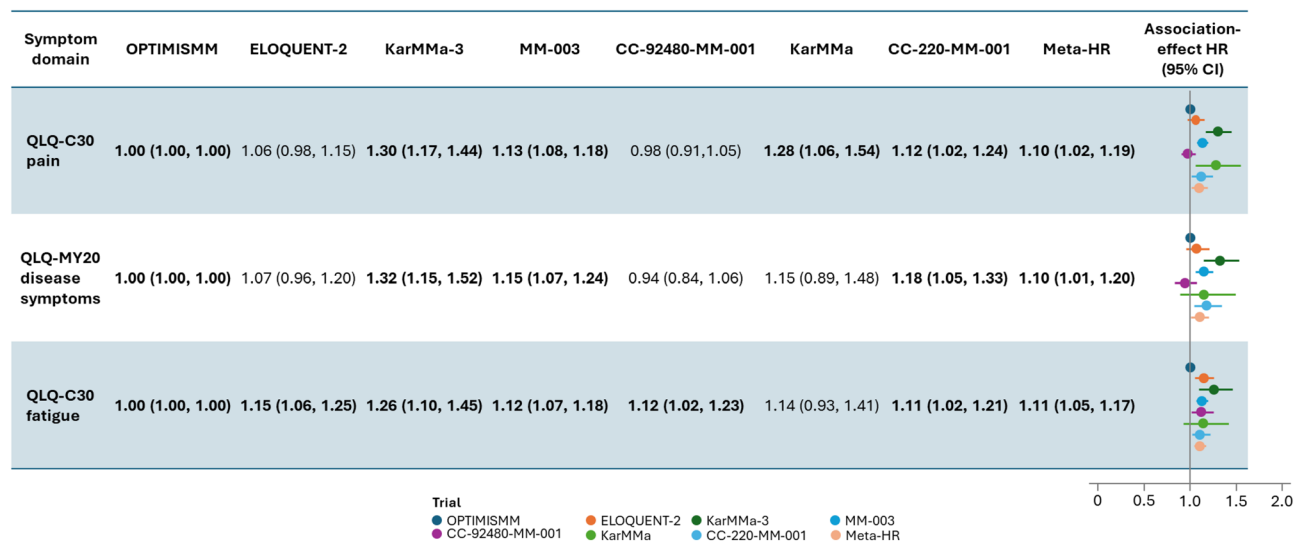 Symptom domain OPTIMISMM ELOQUENT-2 KarMMa-3 MM-003 CC-92480-MM-001 KarMMa CC-220-MM-001 Meta-HR Association-effect HR (95% CI)
QLQ-C30 pain 1.00 (1.00, 1.00) 1.06 (0.98, 1.15) 1.30 (1.17, 1.44) 1.13 (1.08, 1.18) 0.98 (0.91,1.05) 1.28 (1.06, 1.54) 1.12 (1.02, 1.24) 1.10 (1.02, 1.19)
QLQ-MY20 disease symptoms 1.00 (1.00, 1.00) 1.07 (0.96, 1.20) 1.32 (1.15, 1.52) 1.15 (1.07, 1.24) 0.94 (0.84, 1.06) 1.15 (0.89, 1.48) 1.18 (1.05, 1.33) 1.10 (1.01, 1.20)
QLQ-C30 fatigue 1.00 (1.00, 1.00) 1.15 (1.06, 1.25) 1.26 (1.10, 1.45) 1.12 (1.07, 1.18) 1.12 (1.02, 1.23) 1.14 (0.93, 1.41) 1.11 (1.02, 1.21) 1.11 (1.05, 1.17)
0 0.5 1.0 1.5 2.0
Trial
OPTIMISMM ELOQUENT-2 KarMMa-3 MM-003
CC-92480-MM-001 KarMMa CC-220-MM-001 Meta-HR